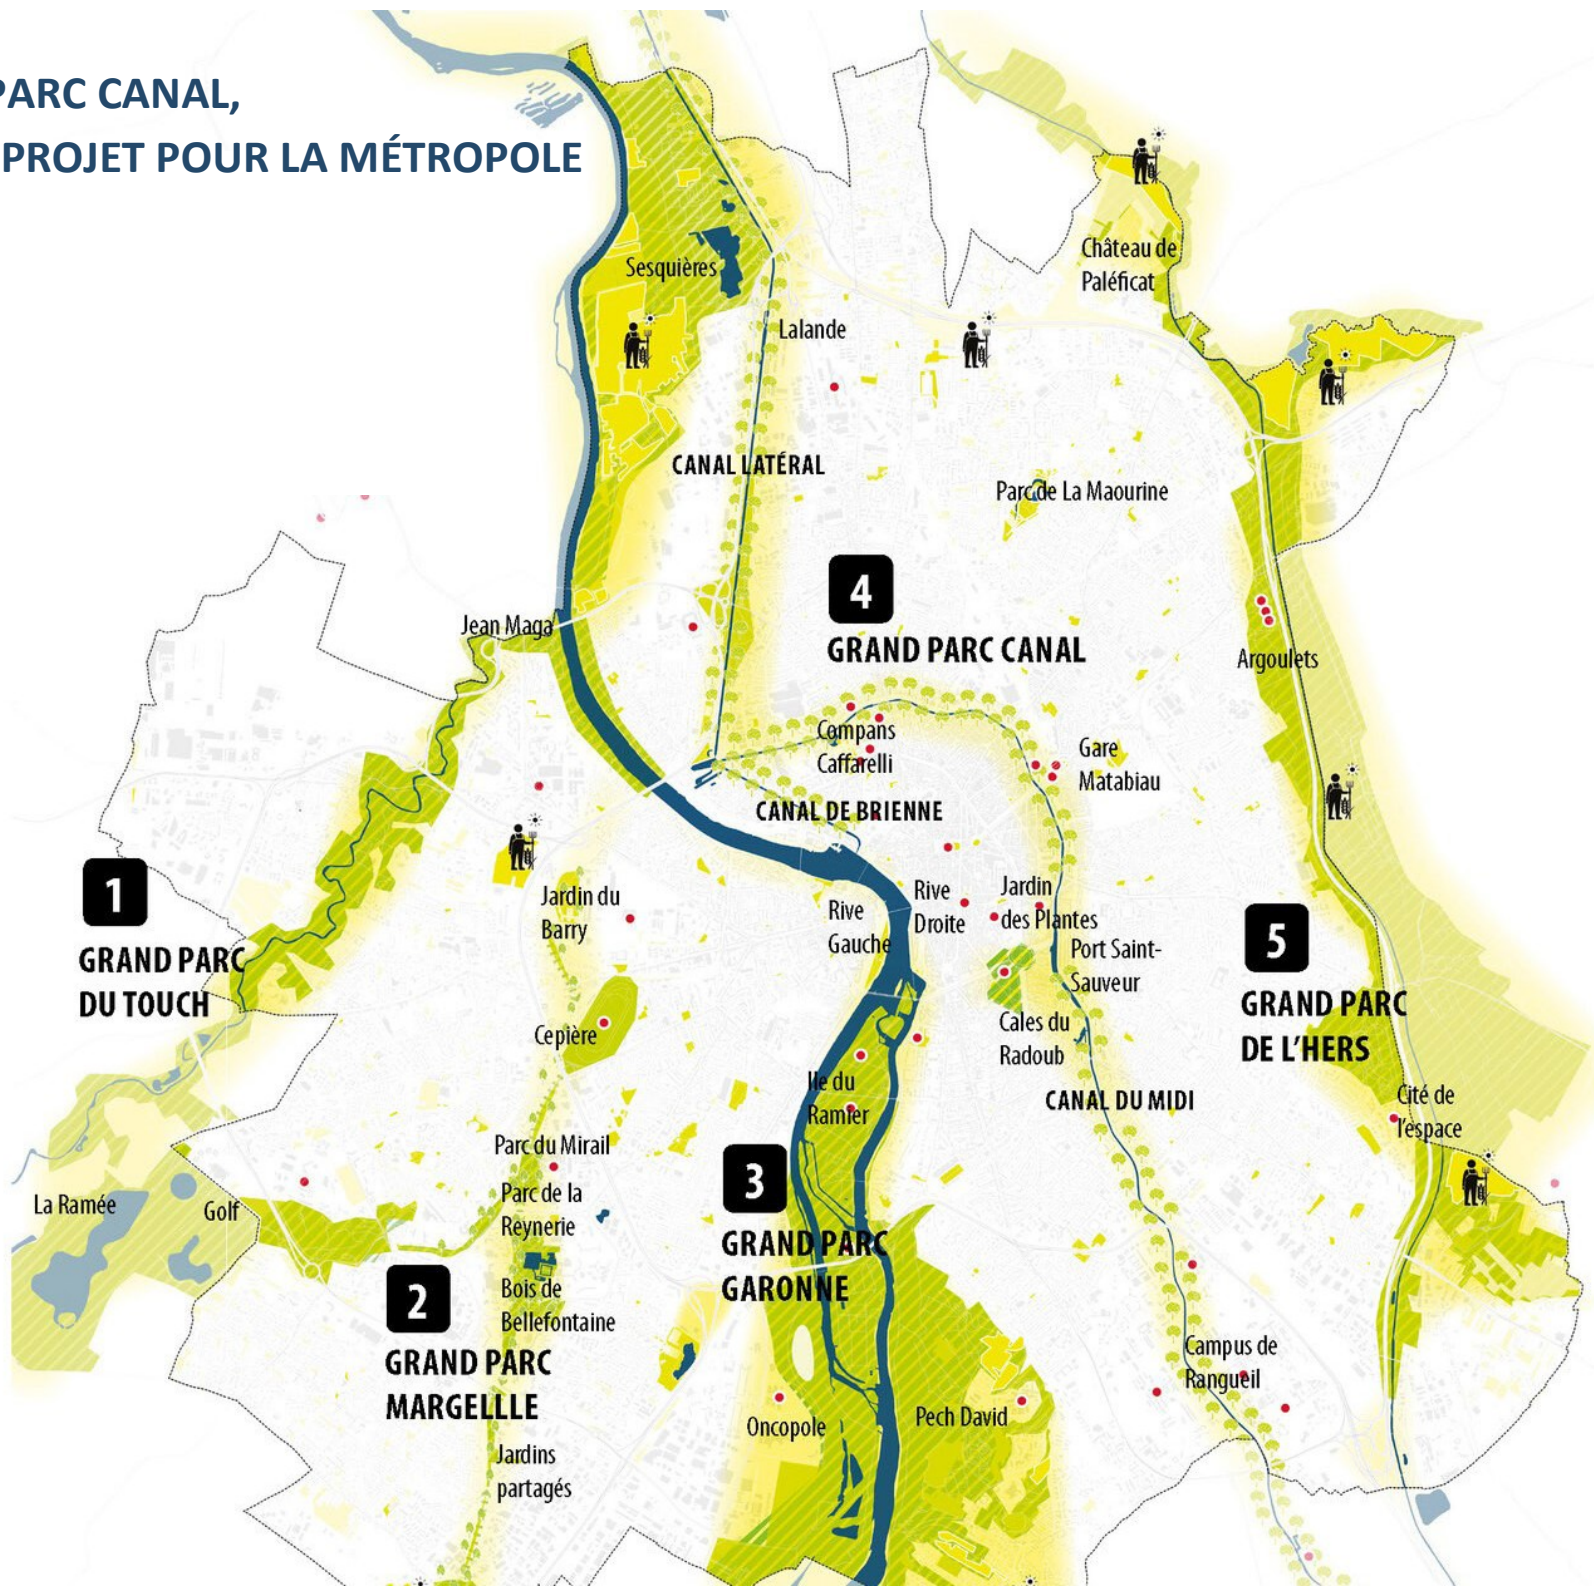 PARC CANAL,
PROJET POUR LA MÉTROPOLE
Château de
Paléficat
Sesquières
Lalande
CANAL LATÉRAL
Parc de La Maourine
4
GRAND PARC CANAL
Jean Maga
Argoulets
Compans
Caffarelli
Gare
Matabiau
CANAL DE BRIENNE
1
GRAND PARC
DU TOUCH
Jardin du
Barry
Rive
Gauche
Rive
Droite
Jardin
des Plantes
Port Saint-
Sauveur
5
GRAND PARC
DE L'HERS
Cepière
Cales du
Radoub
Ile du
Ramier
CANAL DU MIDI
Cité de
l'espace
Parc du Mirail
Parc de la
Reynerie
La Ramée
Golf
3
GRAND PARC
GARONNE
2
GRAND PARC
MARGELLLE
Bois de
Bellefontaine
Campus de
Rangueil
Oncopole
Pech David
Jardins
partagés